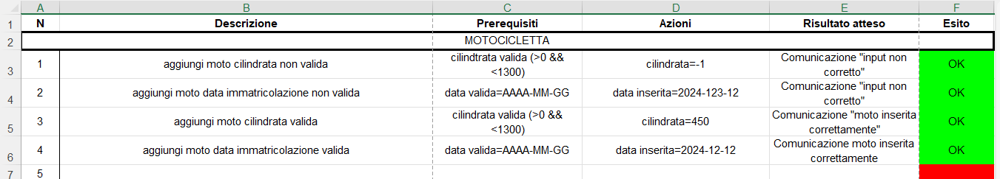 A B C D E F
1 N Descrizione Prerequisiti Azioni Risultato atteso Esito
2 MOTOCICLETTA
3 1 aggiungi moto cilindrata non valida cilindtrata valida (>0 && <1300) cilindrata=-1 Comunicazione "input non corretto" OK
4 2 aggiungi moto data immatricolazione non valida data valida=AAAA-MM-GG data inserita=2024-123-12 Comunicazione "input non corretto" OK
5 3 aggiungi moto cilindrata valida cilindrata valida (>0 && <1300) cilindrata=450 Comunicazione "moto inserita correttamente" OK
6 4 aggiungi moto data immatricolazione valida data valida=AAAA-MM-GG data inserita=2024-12-12 Comunicazione moto inserita correttamente OK
7 5